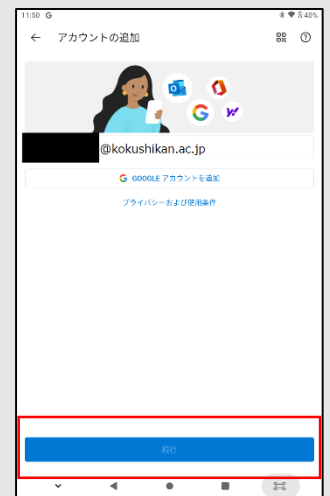 11:50 G
40%
アカウントの追加
@kokushikan.ac.jp
G GOOGLE アカウントを追加
プライバシーおよび使用条件
続行